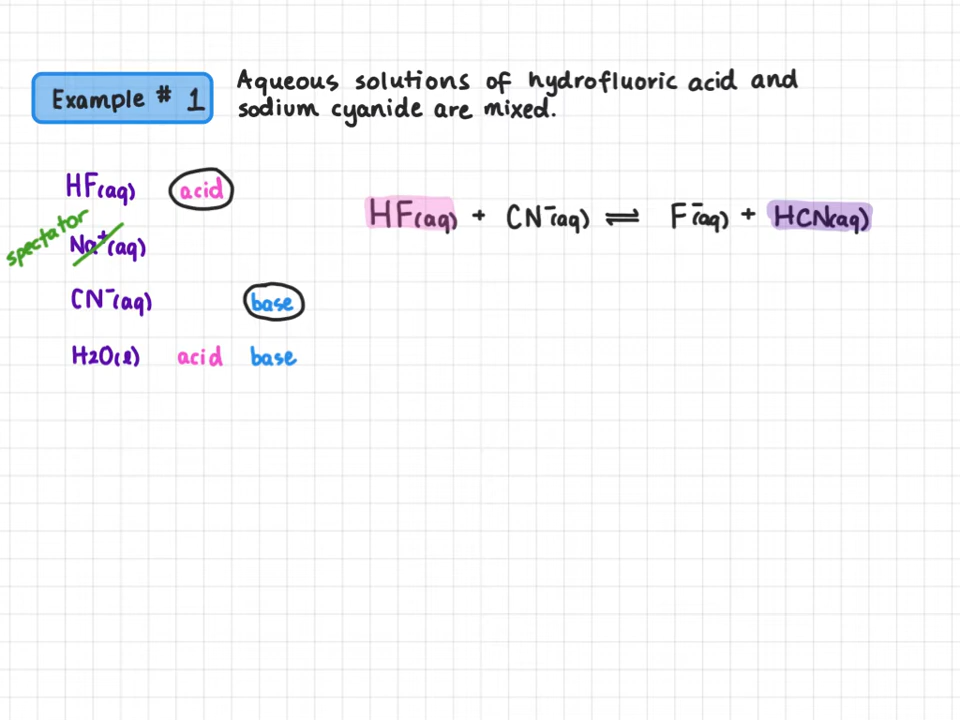 Example # 1
Aqueous solutions of hydrofluoric acid and
sodium cyanide are mixed.
HF(aq) acid
spectator
Na⁺(aq)
CN⁻(aq) base
H2O(l) acid base
HF(aq) + CN⁻(aq) ⇌ F⁻(aq) + HCN(aq)